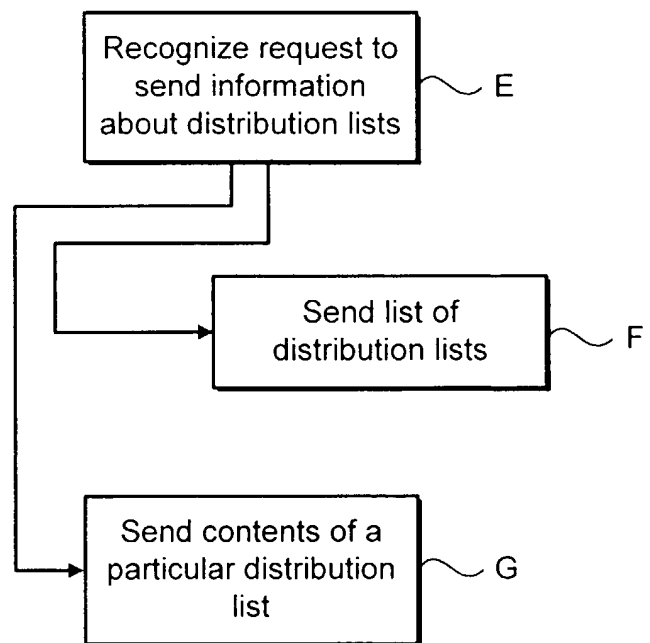 Recognize request to
send information
about distribution lists
E
Send list of
distribution lists
F
Send contents of a
particular distribution
list
G